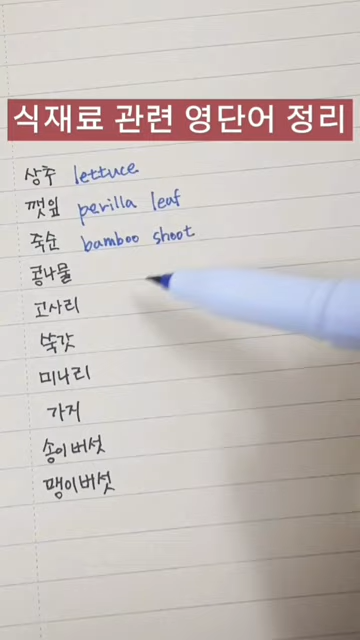 식재료 관련 영단어 정리
상추 lettuce
깻잎 perilla leaf
죽순 bamboo shoot
콩나물
고사리
쑥갓
미나리
가지
송이버섯
팽이버섯